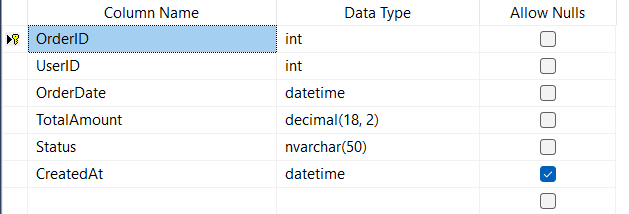 Column Name Data Type Allow Nulls
OrderID int
UserID int
OrderDate datetime
TotalAmount decimal(18, 2)
Status nvarchar(50)
CreatedAt datetime